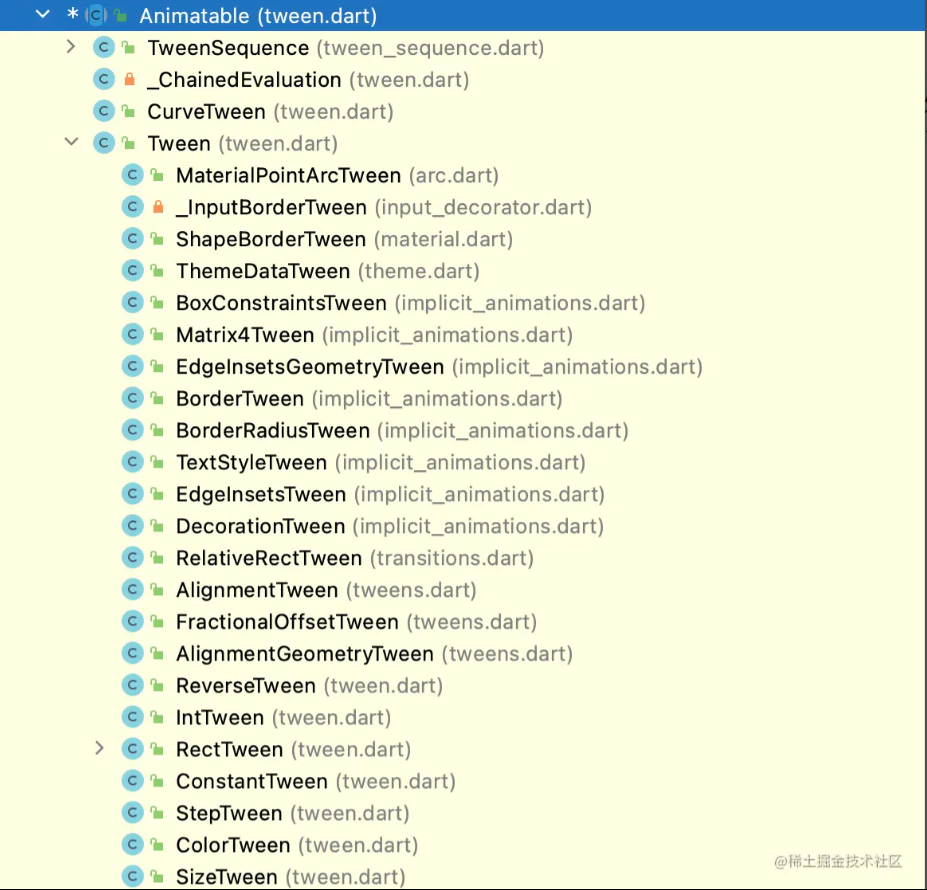 * C Animatable (tween.dart)
C TweenSequence (tween_sequence.dart)
C _ChainedEvaluation (tween.dart)
C CurveTween (tween.dart)
C Tween (tween.dart)
C MaterialPointArcTween (arc.dart)
C _InputBorderTween (input_decorator.dart)
C ShapeBorderTween (material.dart)
C ThemeDataTween (theme.dart)
C BoxConstraintsTween (implicit_animations.dart)
C Matrix4Tween (implicit_animations.dart)
C EdgeInsetsGeometryTween (implicit_animations.dart)
C BorderTween (implicit_animations.dart)
C BorderRadiusTween (implicit_animations.dart)
C TextStyleTween (implicit_animations.dart)
C EdgeInsetsTween (implicit_animations.dart)
C DecorationTween (implicit_animations.dart)
C RelativeRectTween (transitions.dart)
C AlignmentTween (tweens.dart)
C FractionalOffsetTween (tweens.dart)
C AlignmentGeometryTween (tweens.dart)
C ReverseTween (tween.dart)
C IntTween (tween.dart)
C RectTween (tween.dart)
C ConstantTween (tween.dart)
C StepTween (tween.dart)
C ColorTween (tween.dart)
C SizeTween (tween.dart)
@稀土掘金技术社区